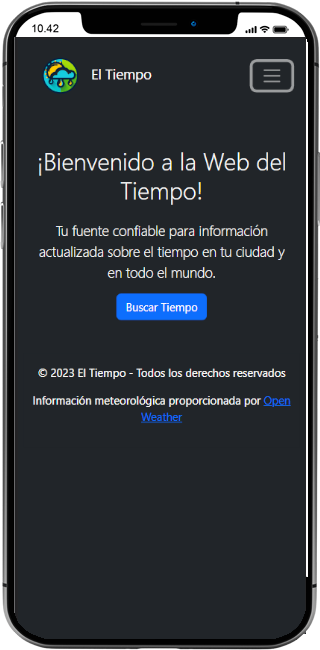 10.42
El Tiempo
¡Bienvenido a la Web del
Tiempo!
Tu fuente confiable para información
actualizada sobre el tiempo en tu ciudad y
en todo el mundo.
Buscar Tiempo
© 2023 El Tiempo - Todos los derechos reservados
Información meteorológica proporcionada por Open
Weather